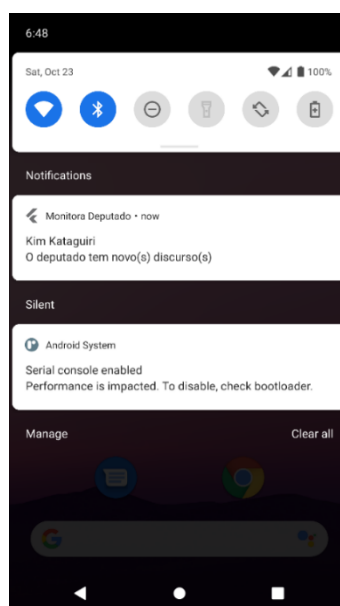 6:48
Sat, Oct 23
100%
Notifications
Monitora Deputado • now
Kim Kataguiri
O deputado tem novo(s) discurso(s)
Silent
Android System
Serial console enabled
Performance is impacted. To disable, check bootloader.
Manage
Clear all